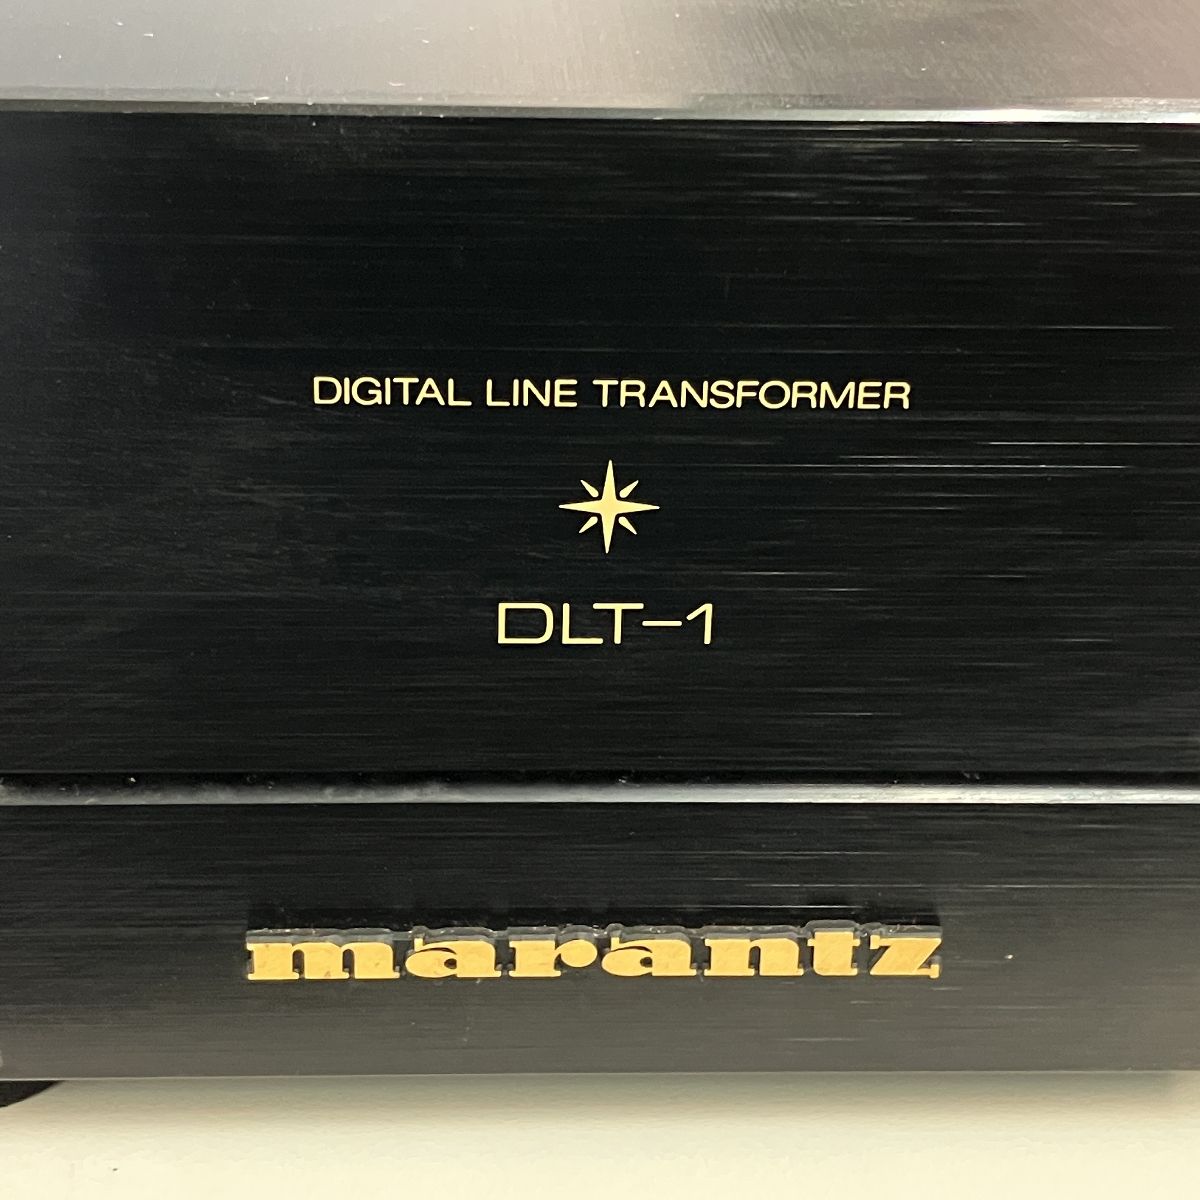 DIGITAL LINE TRANSFORMER
DLT-1
marantz